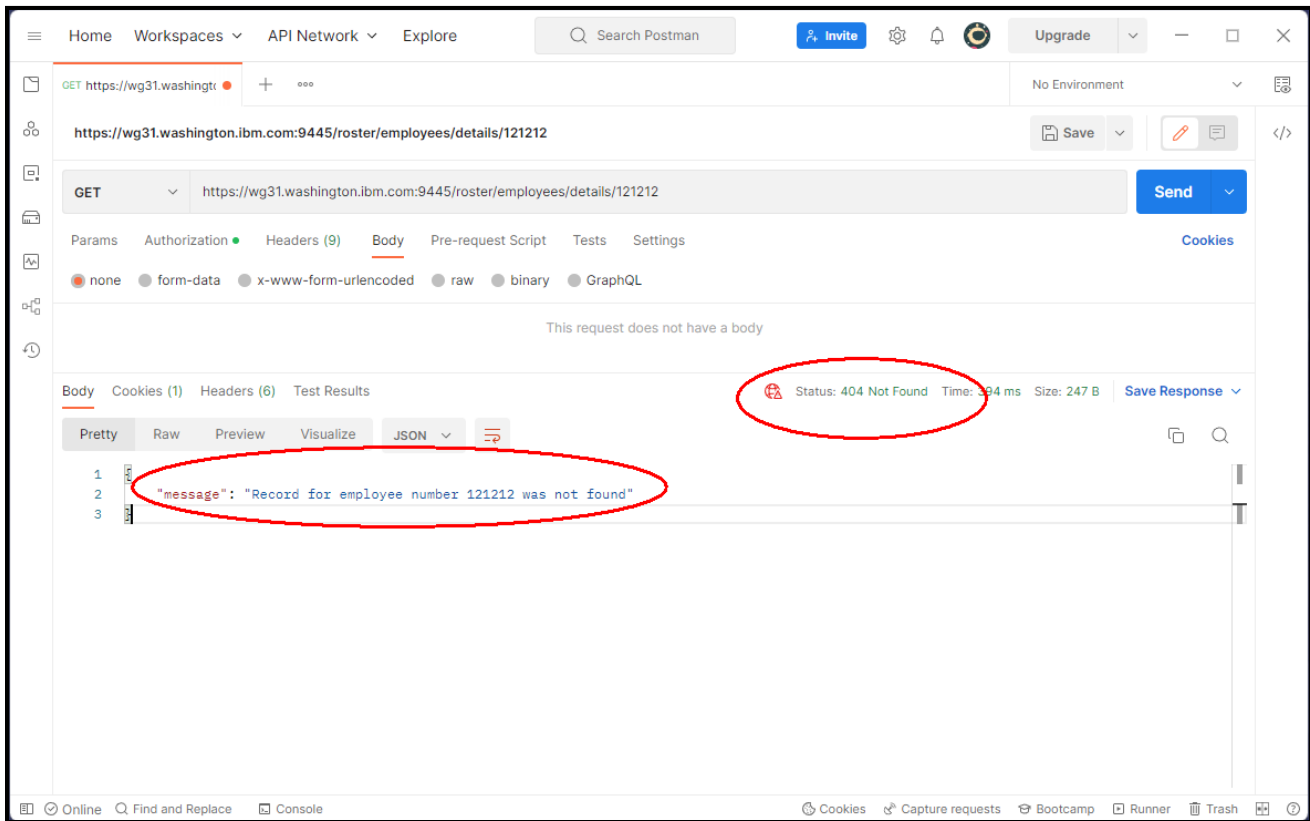 Home Workspaces API Network Explore Search Postman Invite Upgrade
GET https://wg31.washingtc No Environment
https://wg31.washington.ibm.com:9445/roster/employees/details/121212 Save </>
GET https://wg31.washington.ibm.com:9445/roster/employees/details/121212 Send
Params Authorization Headers (9) Body Pre-request Script Tests Settings Cookies
none form-data x-www-form-urlencoded raw binary GraphQL
This request does not have a body
Body Cookies (1) Headers (6) Test Results Status: 404 Not Found Time: 394 ms Size: 247 B Save Response
Pretty Raw Preview Visualize JSON
1 {
2 "message": "Record for employee number 121212 was not found"
3 }
Online Find and Replace Console Cookies Capture requests Bootcamp Runner Trash